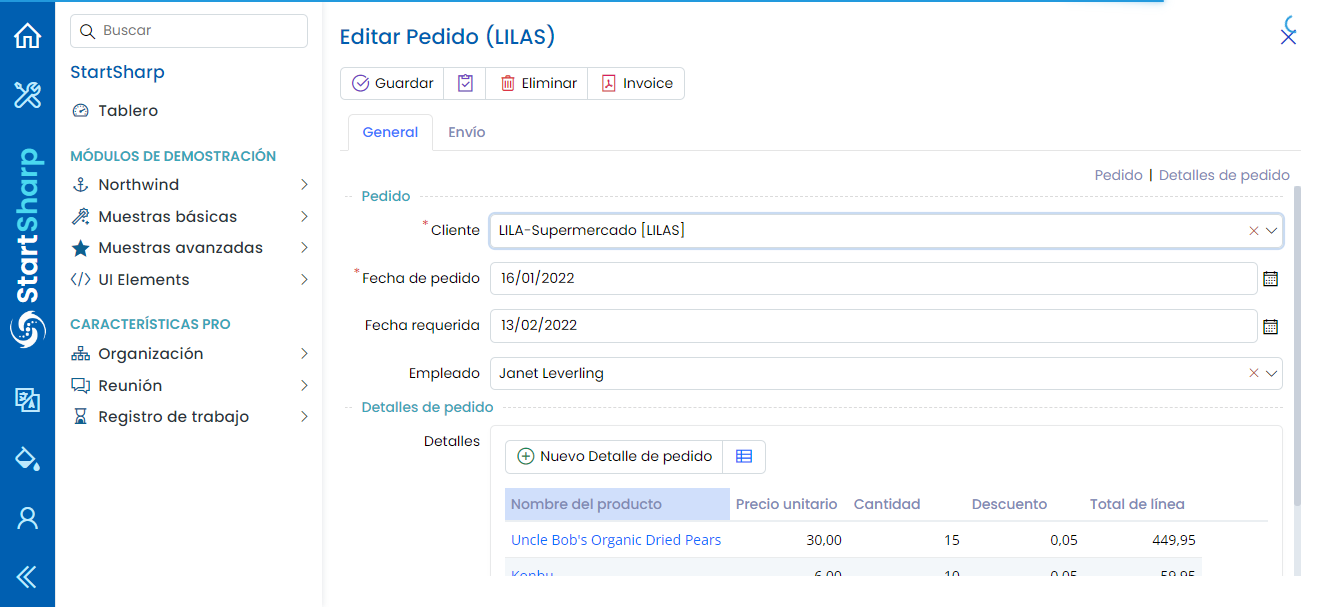 Buscar
StartSharp
Tablero
MÓDULOS DE DEMOSTRACIÓN
Northwind
Muestras básicas
Muestras avanzadas
UI Elements
CARACTERÍSTICAS PRO
Organización
Reunión
Registro de trabajo
StartSharp
Editar Pedido (LILAS)
Guardar Eliminar Invoice
General Envío
Pedido | Detalles de pedido
Pedido
* Cliente LILA-Supermercado [LILAS]
* Fecha de pedido 16/01/2022
Fecha requerida 13/02/2022
Empleado Janet Leverling
Detalles de pedido
Detalles
Nuevo Detalle de pedido
Nombre del producto Precio unitario Cantidad Descuento Total de línea
Uncle Bob's Organic Dried Pears 30,00 15 0,05 449,95
Konbu 6,00 10 0,05 59,95